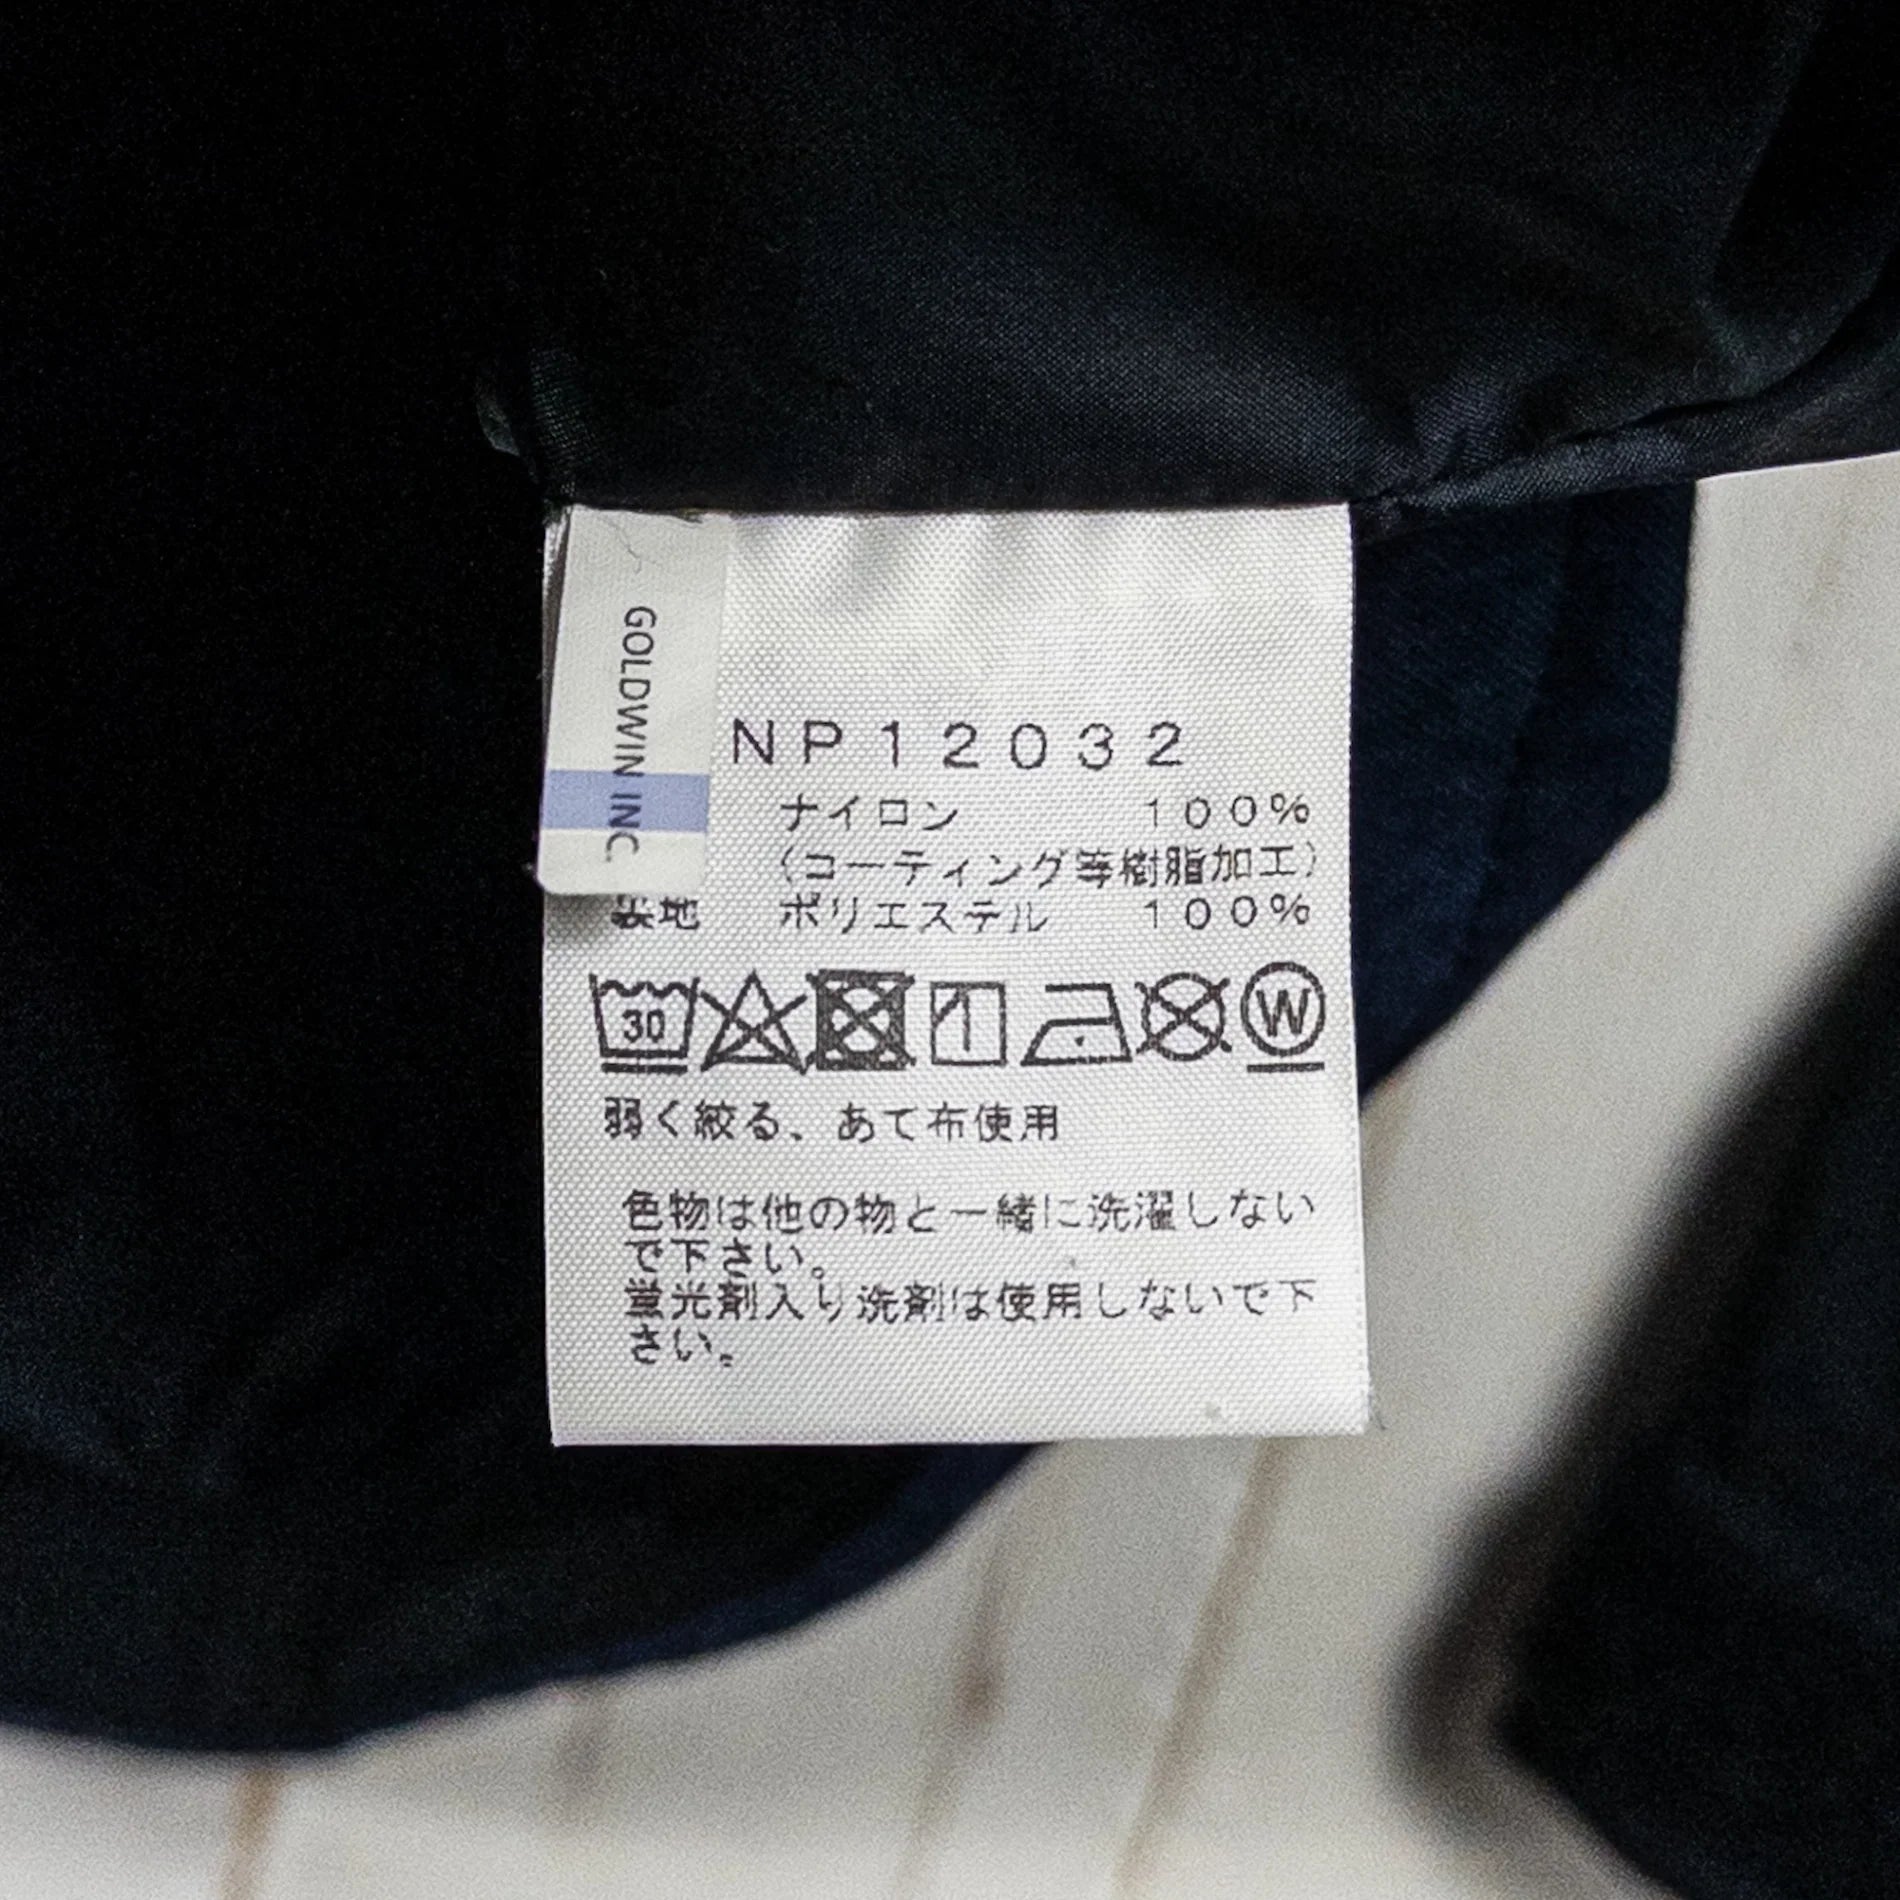 GOLDWIN INC.
NP12032
ナイロン 100%
(コーティング等樹脂加工)
裏地 ポリエステル 100%
30
W
弱く絞る、あて布使用
色物は他の物と一緒に洗濯しない
で下さい。
蛍光剤入り洗剤は使用しないで下
さい。